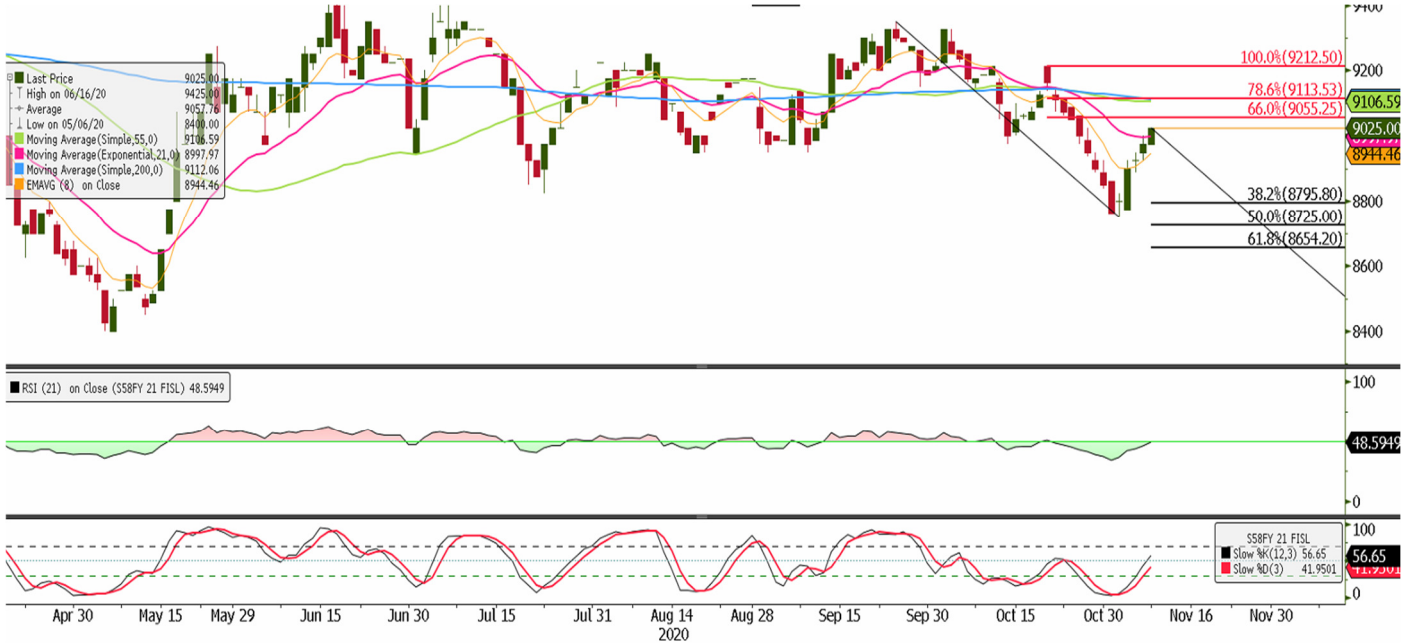 9400
100.0%(9212.50)
9200
78.6%(9113.53)
9106.59
66.0%(9055.25)
9025.00
8944.46
38.2%(8795.80)
8800
50.0%(8725.00)
61.8%(8654.20)
8600
8400
Last Price 9025.00
High on 06/16/20 9425.00
Average 9057.76
Low on 05/06/20 8400.00
Moving Average(Simple,55,0) 9106.59
Moving Average(Exponential,21,0) 8997.97
Moving Average(Simple,200,0) 9112.06
EMAVG (8) on Close 8944.46
RSI (21) on Close (S58FY 21 FISL) 48.5949
100
48.5949
0
S58FY 21 FISL
Slow %K(12,3) 56.65
Slow %D(3) 41.9501
100
56.65
41.9501
0
Apr 30 May 15 May 29 Jun 15 Jun 30 Jul 15 Jul 31 Aug 14 Aug 28 Sep 15 Sep 30 Oct 15 Oct 30 Nov 16 Nov 30
2020